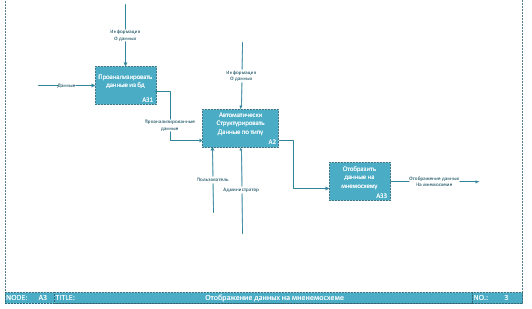 Информация
О данных
Информация
О данных
Проанализировать
данные из бд
А31
Данные
Автоматически
Структурировать
Данные по типу
А2
Проанализированные
данные
Пользователь
Администратор
Отобразить
данные на
мнемосхему
А33
Отображение данных
На мнемосхеме
NODE: А3 TITLE: Отображение данных на мненемосхеме NO.: 3